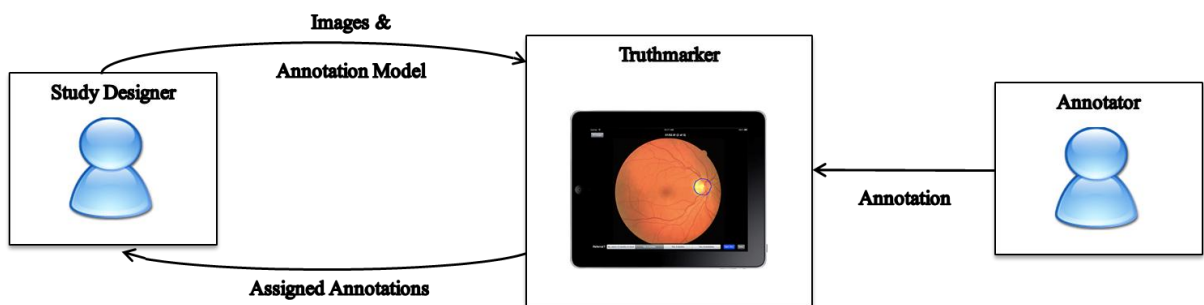 Images &
Annotation Model
Study Designer
Truthmarker
Annotator
Annotation
Assigned Annotations